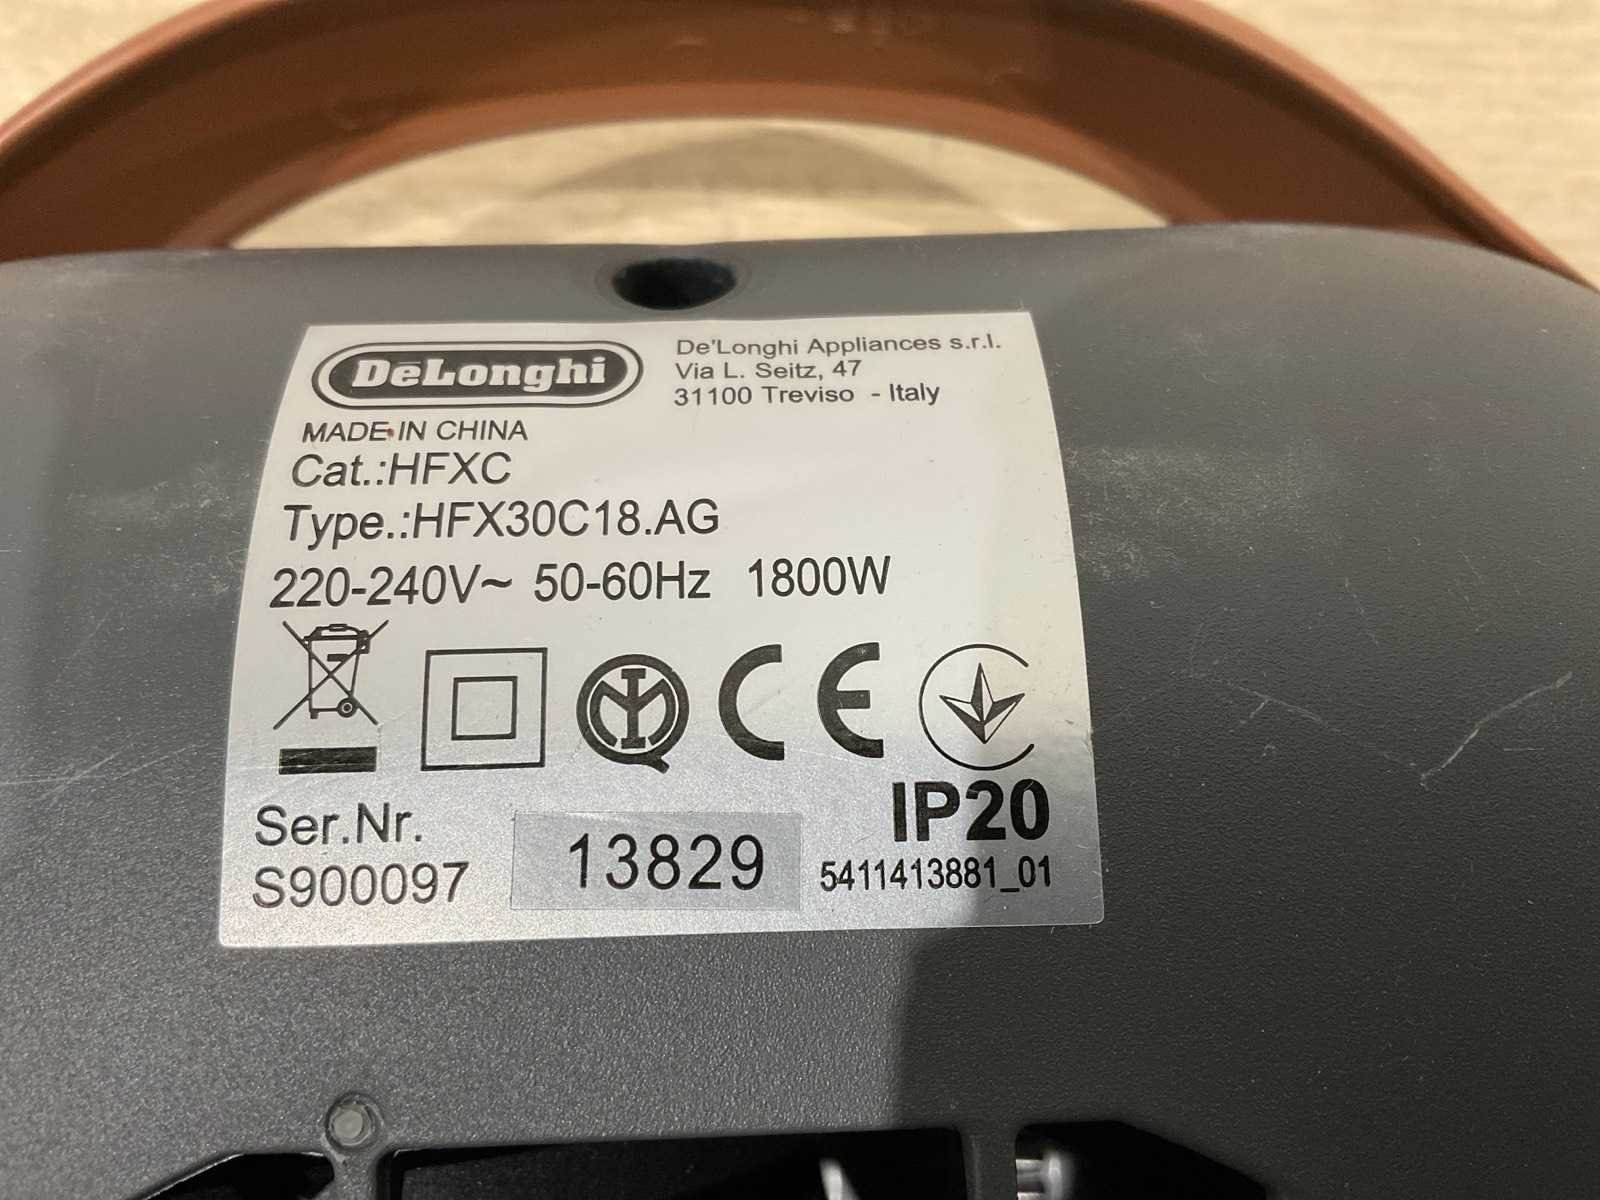 DeLonghi
De'Longhi Appliances s.r.l.
Via L. Seitz, 47
31100 Treviso - Italy
MADE IN CHINA
Cat.:HFXC
Type.:HFX30C18.AG
220-240V~ 50-60Hz 1800W
IMQ
CE
IP20
Ser.Nr.
S900097
13829
5411413881_01